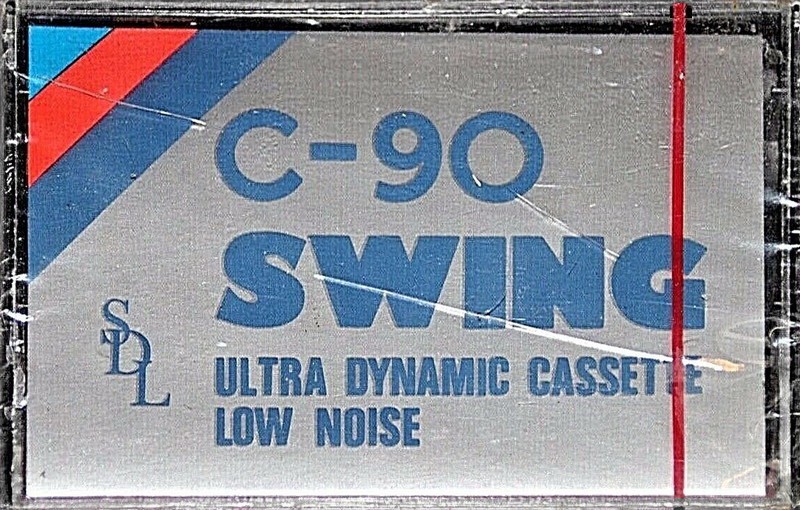 C-90
SWING
SDL
ULTRA DYNAMIC CASSETTE
LOW NOISE